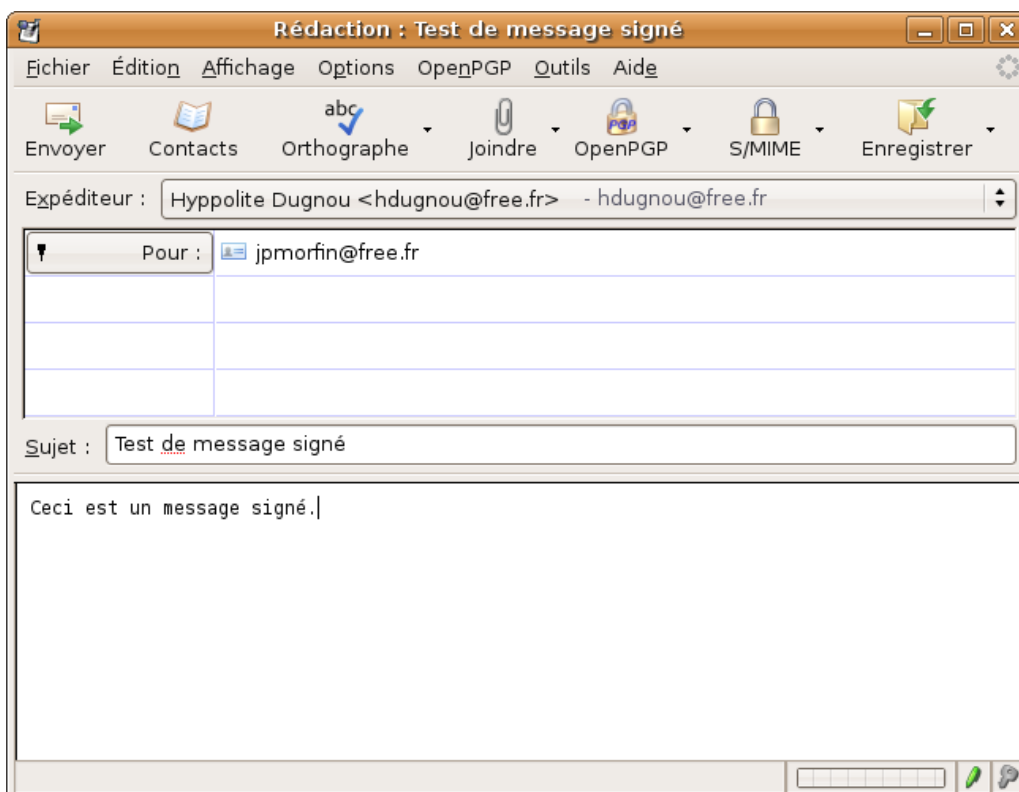 Rédaction : Test de message signé
Fichier Édition Affichage Options OpenPGP Outils Aide
abc
PGP
Envoyer Contacts Orthographe Joindre OpenPGP S/MIME Enregistrer
Expéditeur : Hyppolite Dugnou <hdugnou@free.fr> - hdugnou@free.fr
Pour : jpmorfin@free.fr
Sujet : Test de message signé
Ceci est un message signé.